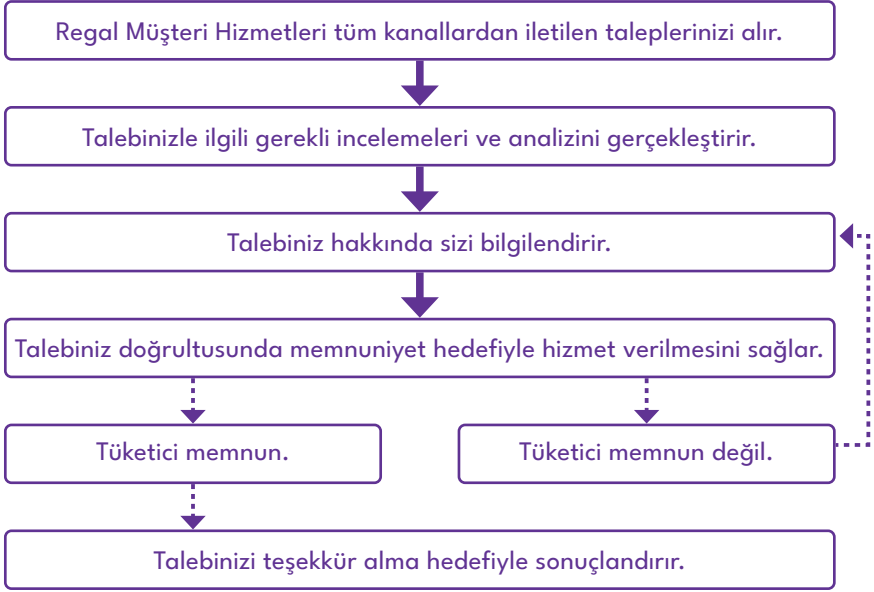 Regal Müşteri Hizmetleri tüm kanallardan iletilen taleplerinizi alır.
Talebinizle ilgili gerekli incelemeleri ve analizini gerçekleştirir.
Talebiniz hakkında sizi bilgilendirir.
Talebiniz doğrultusunda memnuniyet hedefiyle hizmet verilmesini sağlar.
Tüketici memnun.
Tüketici memnun değil.
Talebinizi teşekkür alma hedefiyle sonuçlandırır.